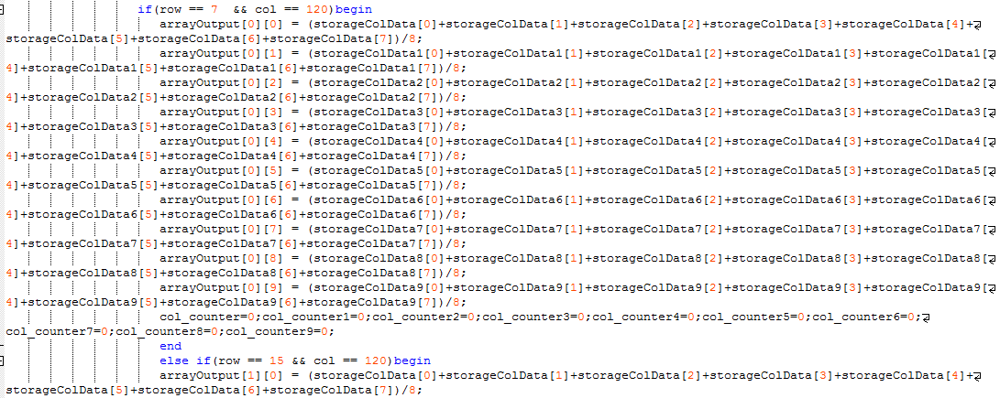 if(row == 7  && col == 120)begin
arrayOutput[0][0] = (storageColData[0]+storageColData[1]+storageColData[2]+storageColData[3]+storageColData[4]+
storageColData[5]+storageColData[6]+storageColData[7])/8;
arrayOutput[0][1] = (storageColData1[0]+storageColData1[1]+storageColData1[2]+storageColData1[3]+storageColData1[
4]+storageColData1[5]+storageColData1[6]+storageColData1[7])/8;
arrayOutput[0][2] = (storageColData2[0]+storageColData2[1]+storageColData2[2]+storageColData2[3]+storageColData2[
4]+storageColData2[5]+storageColData2[6]+storageColData2[7])/8;
arrayOutput[0][3] = (storageColData3[0]+storageColData3[1]+storageColData3[2]+storageColData3[3]+storageColData3[
4]+storageColData3[5]+storageColData3[6]+storageColData3[7])/8;
arrayOutput[0][4] = (storageColData4[0]+storageColData4[1]+storageColData4[2]+storageColData4[3]+storageColData4[
4]+storageColData4[5]+storageColData4[6]+storageColData4[7])/8;
arrayOutput[0][5] = (storageColData5[0]+storageColData5[1]+storageColData5[2]+storageColData5[3]+storageColData5[
4]+storageColData5[5]+storageColData5[6]+storageColData5[7])/8;
arrayOutput[0][6] = (storageColData6[0]+storageColData6[1]+storageColData6[2]+storageColData6[3]+storageColData6[
4]+storageColData6[5]+storageColData6[6]+storageColData6[7])/8;
arrayOutput[0][7] = (storageColData7[0]+storageColData7[1]+storageColData7[2]+storageColData7[3]+storageColData7[
4]+storageColData7[5]+storageColData7[6]+storageColData7[7])/8;
arrayOutput[0][8] = (storageColData8[0]+storageColData8[1]+storageColData8[2]+storageColData8[3]+storageColData8[
4]+storageColData8[5]+storageColData8[6]+storageColData8[7])/8;
arrayOutput[0][9] = (storageColData9[0]+storageColData9[1]+storageColData9[2]+storageColData9[3]+storageColData9[
4]+storageColData9[5]+storageColData9[6]+storageColData9[7])/8;
col_counter=0;col_counter1=0;col_counter2=0;col_counter3=0;col_counter4=0;col_counter5=0;col_counter6=0;
col_counter7=0;col_counter8=0;col_counter9=0;
end
else if(row == 15 && col == 120)begin
arrayOutput[1][0] = (storageColData[0]+storageColData[1]+storageColData[2]+storageColData[3]+storageColData[4]+
storageColData[5]+storageColData[6]+storageColData[7])/8;